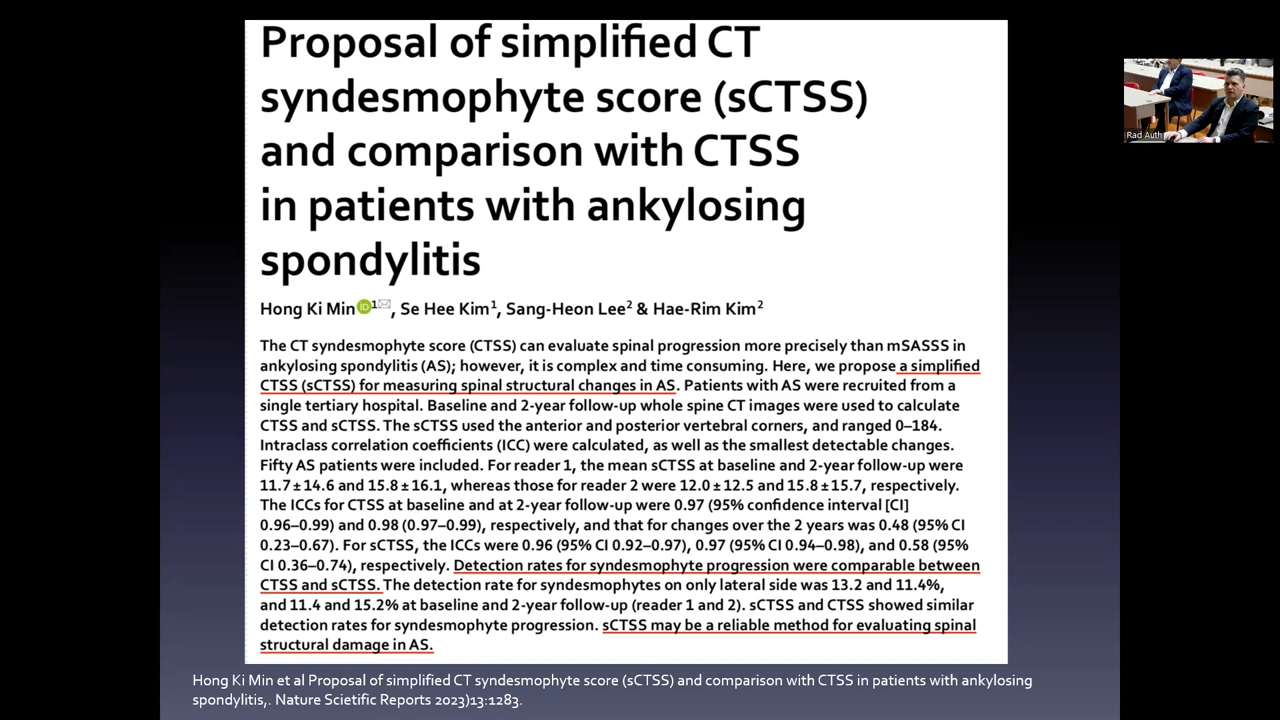 Proposal of simplified CT
syndesmophyte score (sCTSS)
and comparison with CTSS
in patients with ankylosing
spondylitis
Hong Ki Min iD 1✉, Se Hee Kim1, Sang-Heon Lee2 & Hae-Rim Kim2
The CT syndesmophyte score (CTSS) can evaluate spinal progression more precisely than mSASSS in
ankylosing spondylitis (AS); however, it is complex and time consuming. Here, we propose a simplified
CTSS (sCTSS) for measuring spinal structural changes in AS. Patients with AS were recruited from a
single tertiary hospital. Baseline and 2-year follow-up whole spine CT images were used to calculate
CTSS and sCTSS. The sCTSS used the anterior and posterior vertebral corners, and ranged 0–184.
Intraclass correlation coefficients (ICC) were calculated, as well as the smallest detectable changes.
Fifty AS patients were included. For reader 1, the mean sCTSS at baseline and 2-year follow-up were
11.7 ± 14.6 and 15.8 ± 16.1, whereas those for reader 2 were 12.0 ± 12.5 and 15.8 ± 15.7, respectively.
The ICCs for CTSS at baseline and at 2-year follow-up were 0.97 (95% confidence interval [CI]
0.96–0.99) and 0.98 (0.97–0.99), respectively, and that for changes over the 2 years was 0.48 (95% CI
0.23–0.67). For sCTSS, the ICCs were 0.96 (95% CI 0.92–0.97), 0.97 (95% CI 0.94–0.98), and 0.58 (95%
CI 0.36–0.74), respectively. Detection rates for syndesmophyte progression were comparable between
CTSS and sCTSS. The detection rate for syndesmophytes on only lateral side was 13.2 and 11.4%,
and 11.4 and 15.2% at baseline and 2-year follow-up (reader 1 and 2). sCTSS and CTSS showed similar
detection rates for syndesmophyte progression. sCTSS may be a reliable method for evaluating spinal
structural damage in AS.
Hong Ki Min et al Proposal of simplified CT syndesmophyte score (sCTSS) and comparison with CTSS in patients with ankylosing
spondylitis,. Nature Scietific Reports 2023)13:1283.
Rad Auth